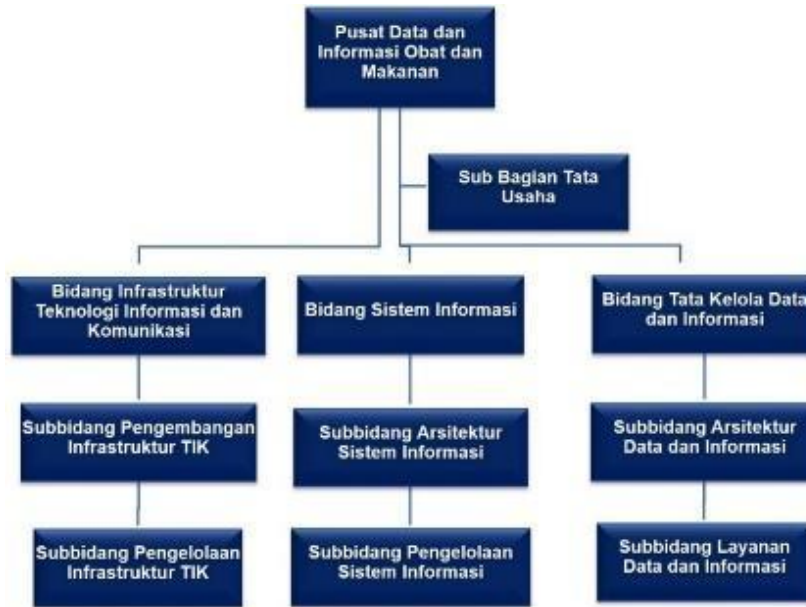 Pusat Data dan
Informasi Obat dan
Makanan
Sub Bagian Tata
Usaha
Bidang Infrastruktur
Teknologi Informasi dan
Komunikasi
Bidang Sistem Informasi
Bidang Tata Kelola Data
dan Informasi
Subbidang Pengembangan
Infrastruktur TIK
Subbidang Arsitektur
Sistem Informasi
Subbidang Arsitektur
Data dan Informasi
Subbidang Pengelolaan
Infrastruktur TIK
Subbidang Pengelolaan
Sistem Informasi
Subbidang Layanan
Data dan Informasi